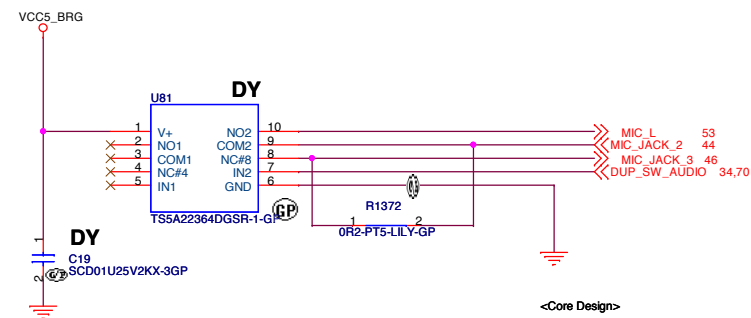 VCC5_BRG
DY
U81
1 V+ NO2 10 MIC_L 53
2 NO1 COM2 9 MIC_JACK_2 44
3 COM1 NC#8 8 MIC_JACK_3 46
4 NC#4 IN2 7 DUP_SW_AUDIO 34,70
5 IN1 GND 6
TS5A22364DGSR-1-GP
GP
R1372
1 2
0R2-PT5-LILY-GP
1
DY
C19
SCD01U25V2KX-3GP
2
G/P
<Core Design>